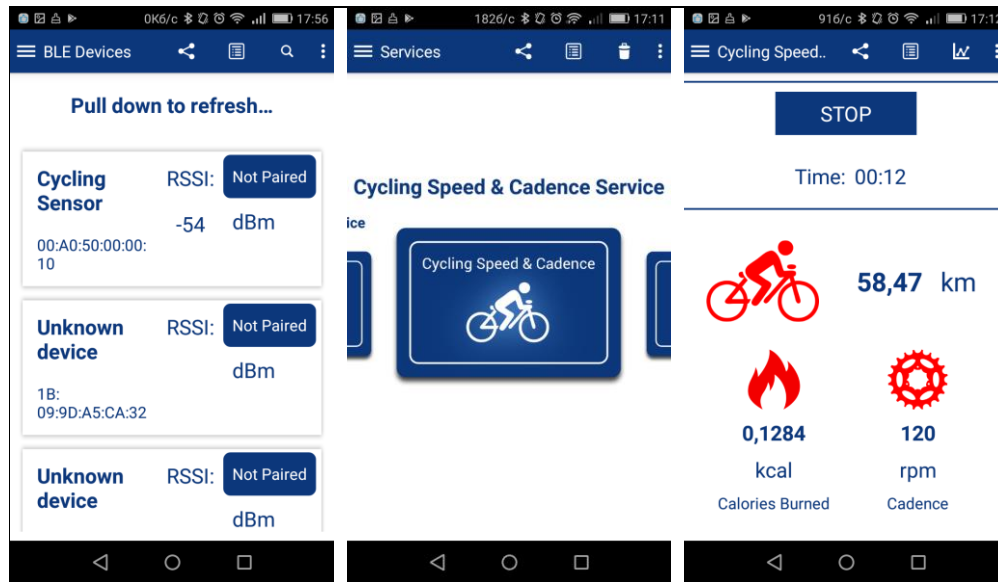 0K6/c 17:56
BLE Devices
Pull down to refresh...
Cycling
Sensor
RSSI:
Not Paired
-54
dBm
00:A0:50:00:00:
10
Unknown
device
RSSI:
Not Paired
dBm
1B:
09:9D:A5:CA:32
Unknown
device
RSSI:
Not Paired
dBm
1826/c 17:11
Services
Cycling Speed & Cadence Service
ice
Cycling Speed & Cadence
916/c 17:12
Cycling Speed..
STOP
Time: 00:12
58,47 km
0,1284
kcal
Calories Burned
120
rpm
Cadence